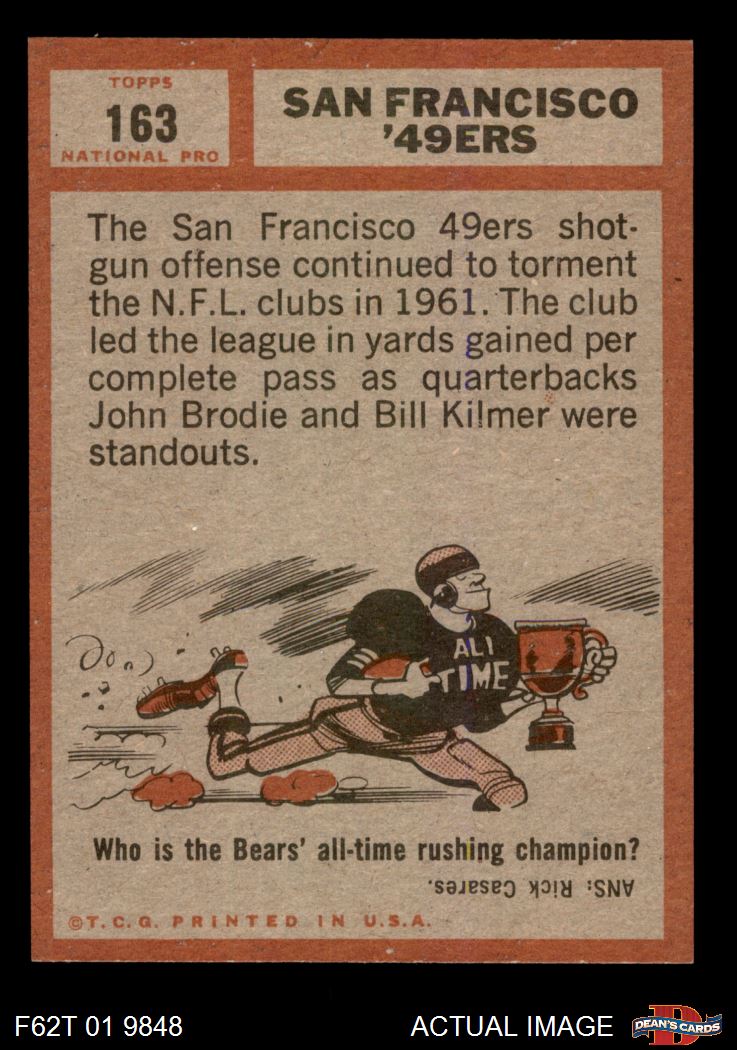 TOPPS
163
NATIONAL PRO
SAN FRANCISCO
'49ERS
The San Francisco 49ers shot-
gun offense continued to torment
the N.F.L. clubs in 1961. The club
led the league in yards gained per
complete pass as quarterbacks
John Brodie and Bill Kilmer were
standouts.
ALL
TIME
Who is the Bears' all-time rushing champion?
ANS: Rick Casares.
©T. C. G. PRINTED IN U.S.A.
F62T 01 9848
ACTUAL IMAGE
DEAN'S CARDS